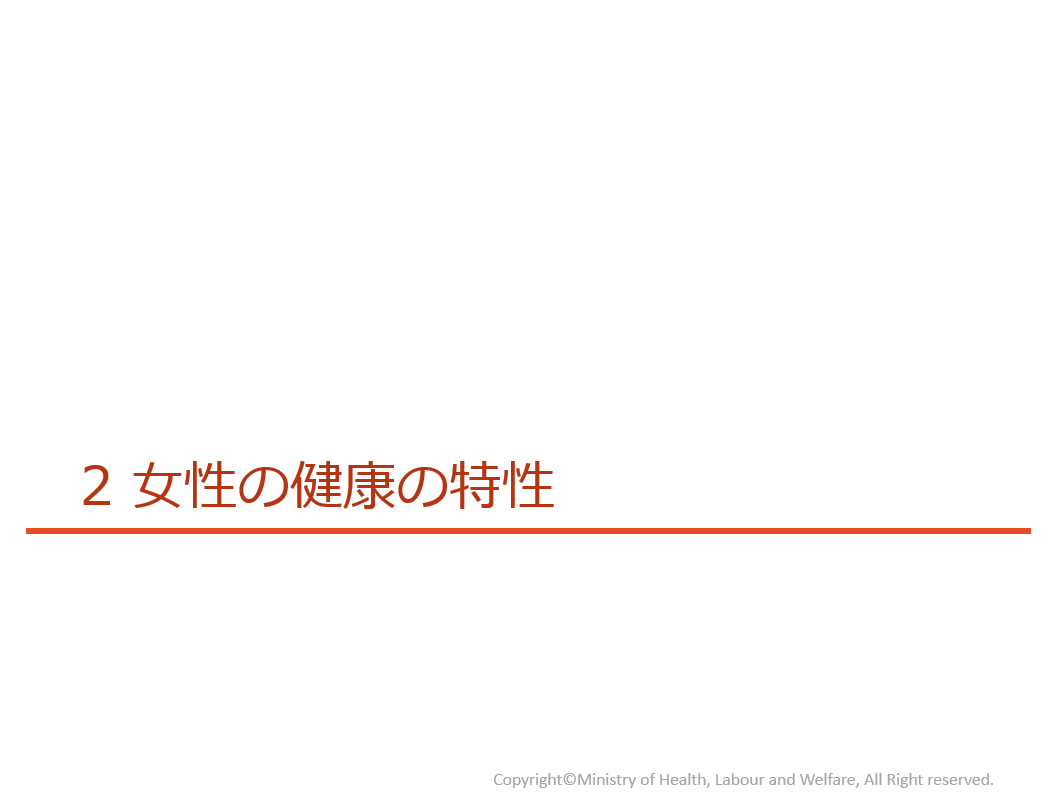 2 女性の健康の特性
Copyright©Ministry of Health, Labour and Welfare, All Right reserved.